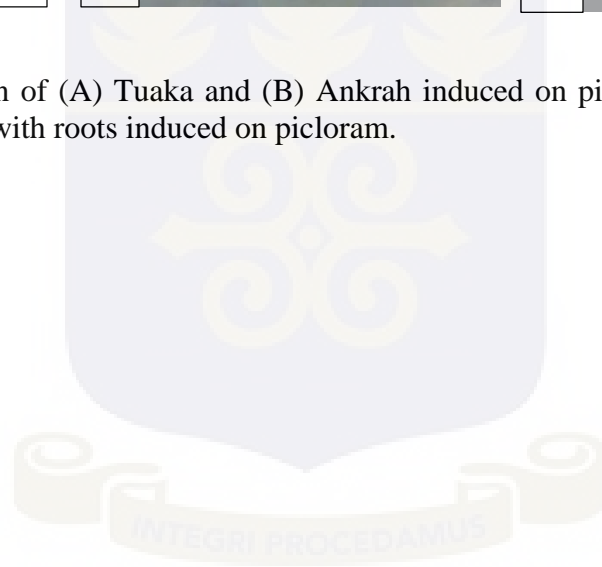 n of (A) Tuaka and (B) Ankrah induced on pi
with roots induced on picloram.
INTEGRI PROCEDAMUS